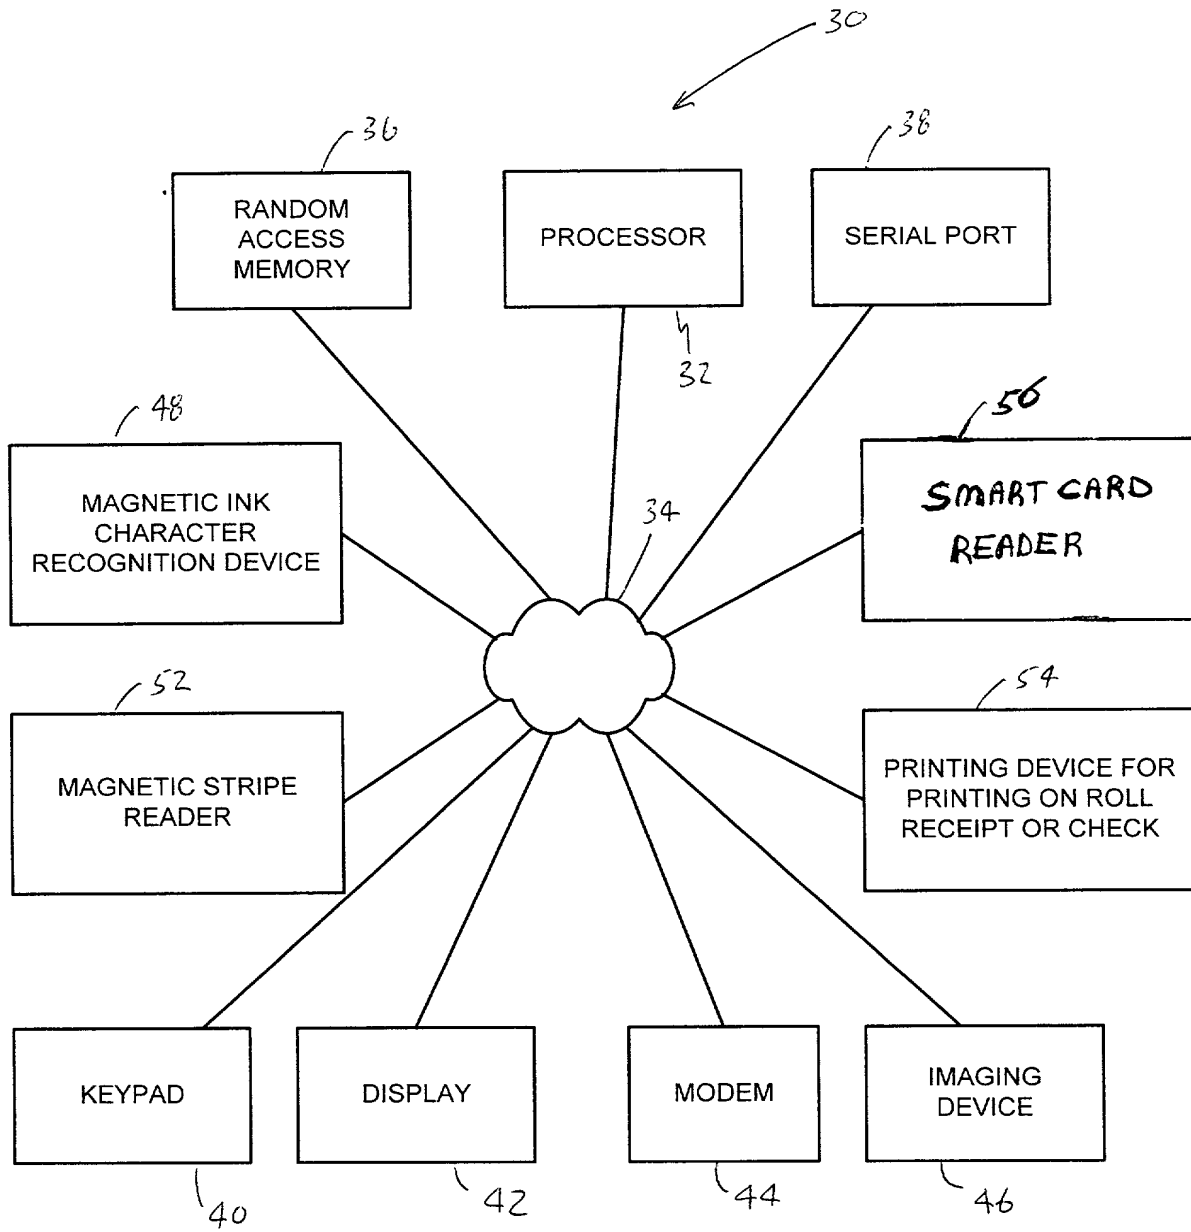 30
36
38
RANDOM
ACCESS
MEMORY
PROCESSOR
SERIAL PORT
32
48
56
MAGNETIC INK
CHARACTER
RECOGNITION DEVICE
34
SMART CARD
READER
52
54
MAGNETIC STRIPE
READER
PRINTING DEVICE FOR
PRINTING ON ROLL
RECEIPT OR CHECK
KEYPAD
DISPLAY
MODEM
IMAGING
DEVICE
40
42
44
46